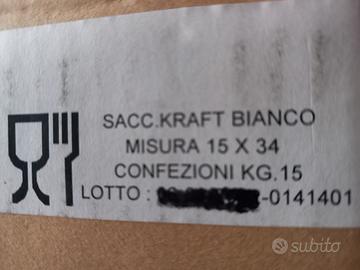 SACC.KRAFT BIANCO
MISURA 15 X 34
CONFEZIONI KG.15
LOTTO : -0141401
subito